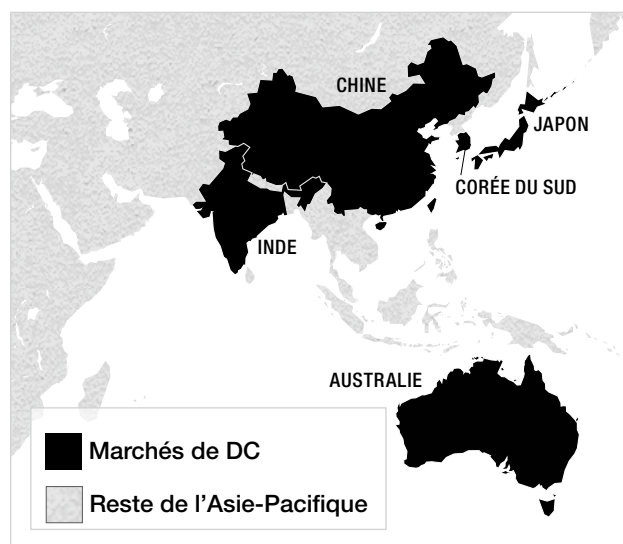 CHINE
JAPON
CORÉE DU SUD
INDE
AUSTRALIE
Marchés de DC
Reste de l’Asie-Pacifique